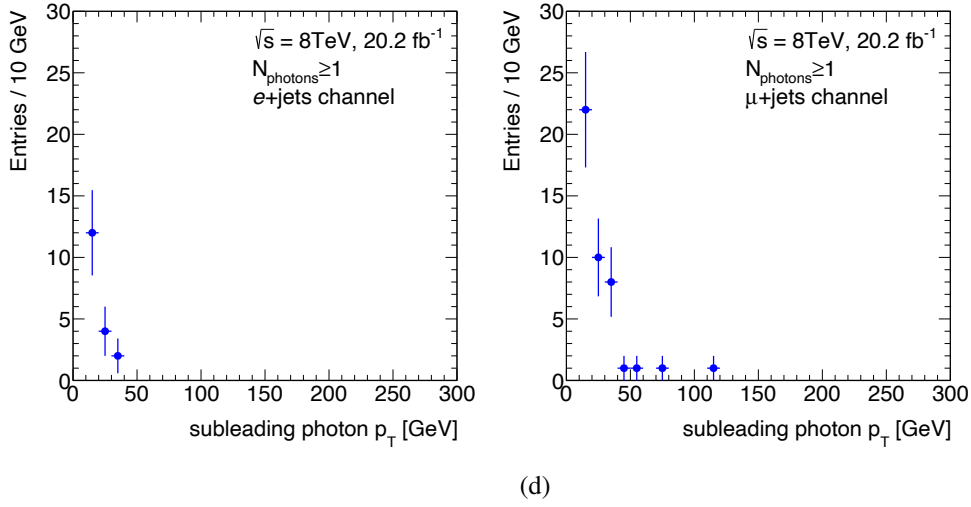 Entries / 10 GeV
30
25
20
15
10
5
0
√s = 8TeV, 20.2 fb⁻¹
N_photons≥1
e+jets channel
0 50 100 150 200 250 300
subleading photon p_T [GeV]
Entries / 10 GeV
30
25
20
15
10
5
0
√s = 8TeV, 20.2 fb⁻¹
N_photons≥1
μ+jets channel
0 50 100 150 200 250 300
subleading photon p_T [GeV]
(d)